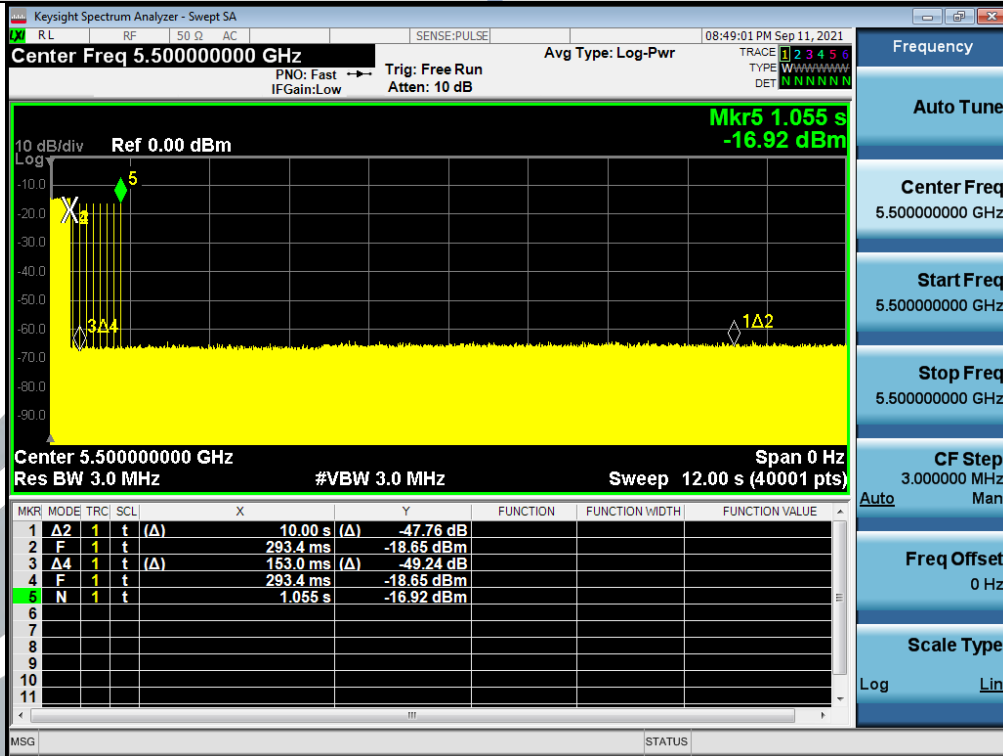 Keysight Spectrum Analyzer - Swept SA
LXI RL RF 50 Ω AC SENSE:PULSE 08:49:01 PM Sep 11, 2021
Center Freq 5.500000000 GHz
Avg Type: Log-Pwr
TRACE 1 2 3 4 5 6
TYPE WWWWWW
DET N N N N N N
PNO: Fast
IFGain:Low
Trig: Free Run
Atten: 10 dB
Mkr5 1.055 s
-16.92 dBm
10 dB/div Ref 0.00 dBm
Log
-10.0
-20.0
-30.0
-40.0
-50.0
-60.0
-70.0
-80.0
-90.0
5
3Δ4
1Δ2
Center 5.500000000 GHz Span 0 Hz
Res BW 3.0 MHz #VBW 3.0 MHz Sweep 12.00 s (40001 pts)
MKR MODE TRC SCL X Y FUNCTION FUNCTION WIDTH FUNCTION VALUE
1 Δ2 1 t (Δ) 10.00 s (Δ) -47.76 dB
2 F 1 t 293.4 ms -18.65 dBm
3 Δ4 1 t (Δ) 153.0 ms (Δ) -49.24 dB
4 F 1 t 293.4 ms -18.65 dBm
5 N 1 t 1.055 s -16.92 dBm
6
7
8
9
10
11
MSG STATUS
Frequency
Auto Tune
Center Freq
5.500000000 GHz
Start Freq
5.500000000 GHz
Stop Freq
5.500000000 GHz
CF Step
3.000000 MHz
Auto Man
Freq Offset
0 Hz
Scale Type
Log Lin